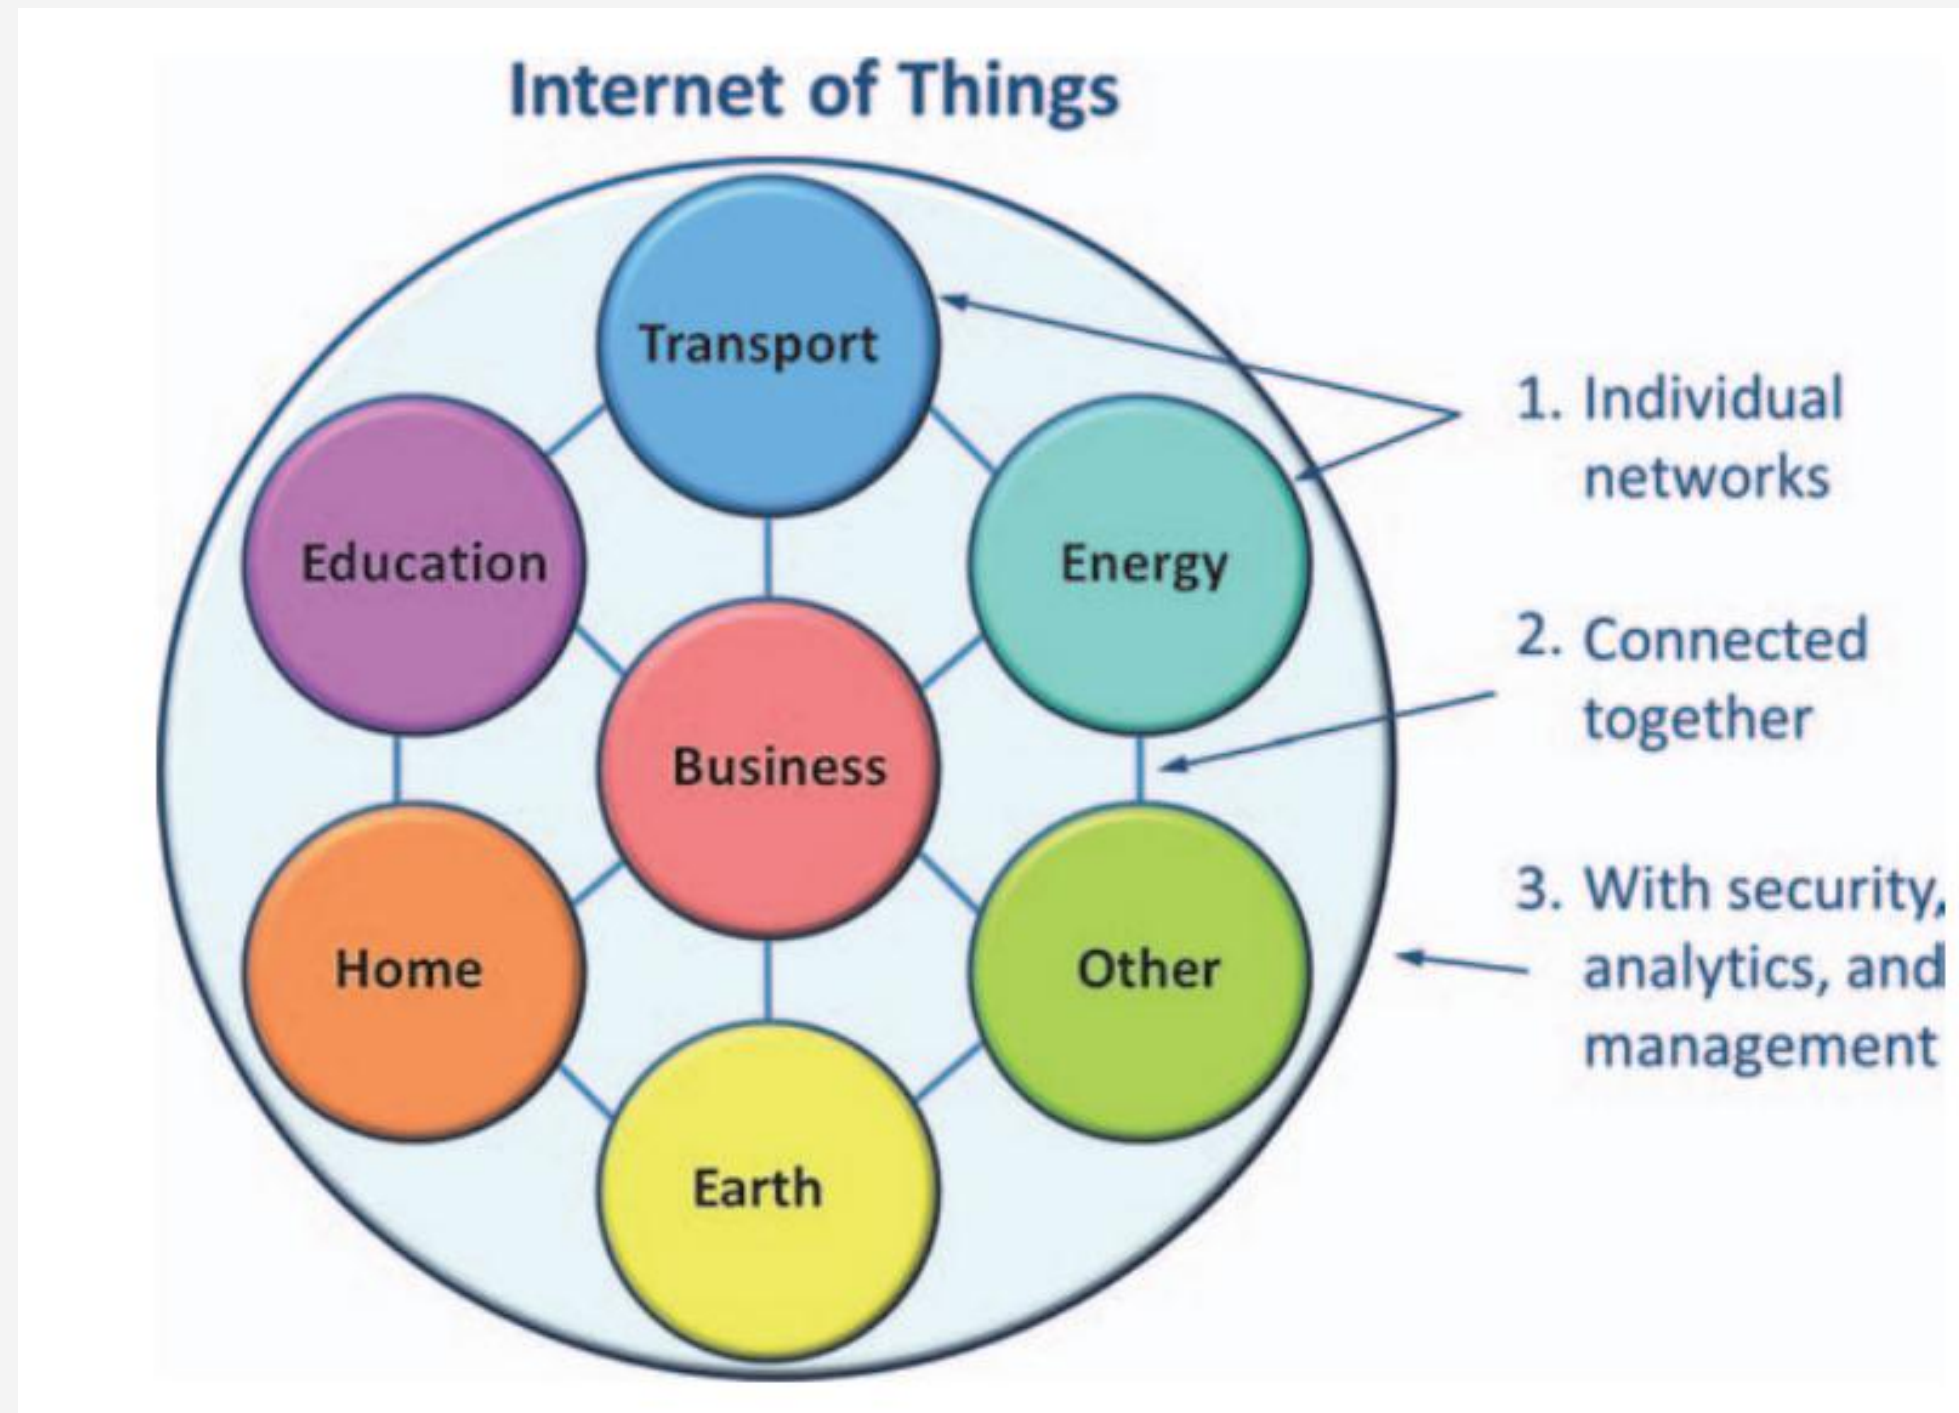 Internet of Things
Transport
Education
Energy
Business
Home
Other
Earth
1. Individual
networks
2. Connected
together
3. With security,
analytics, and
management